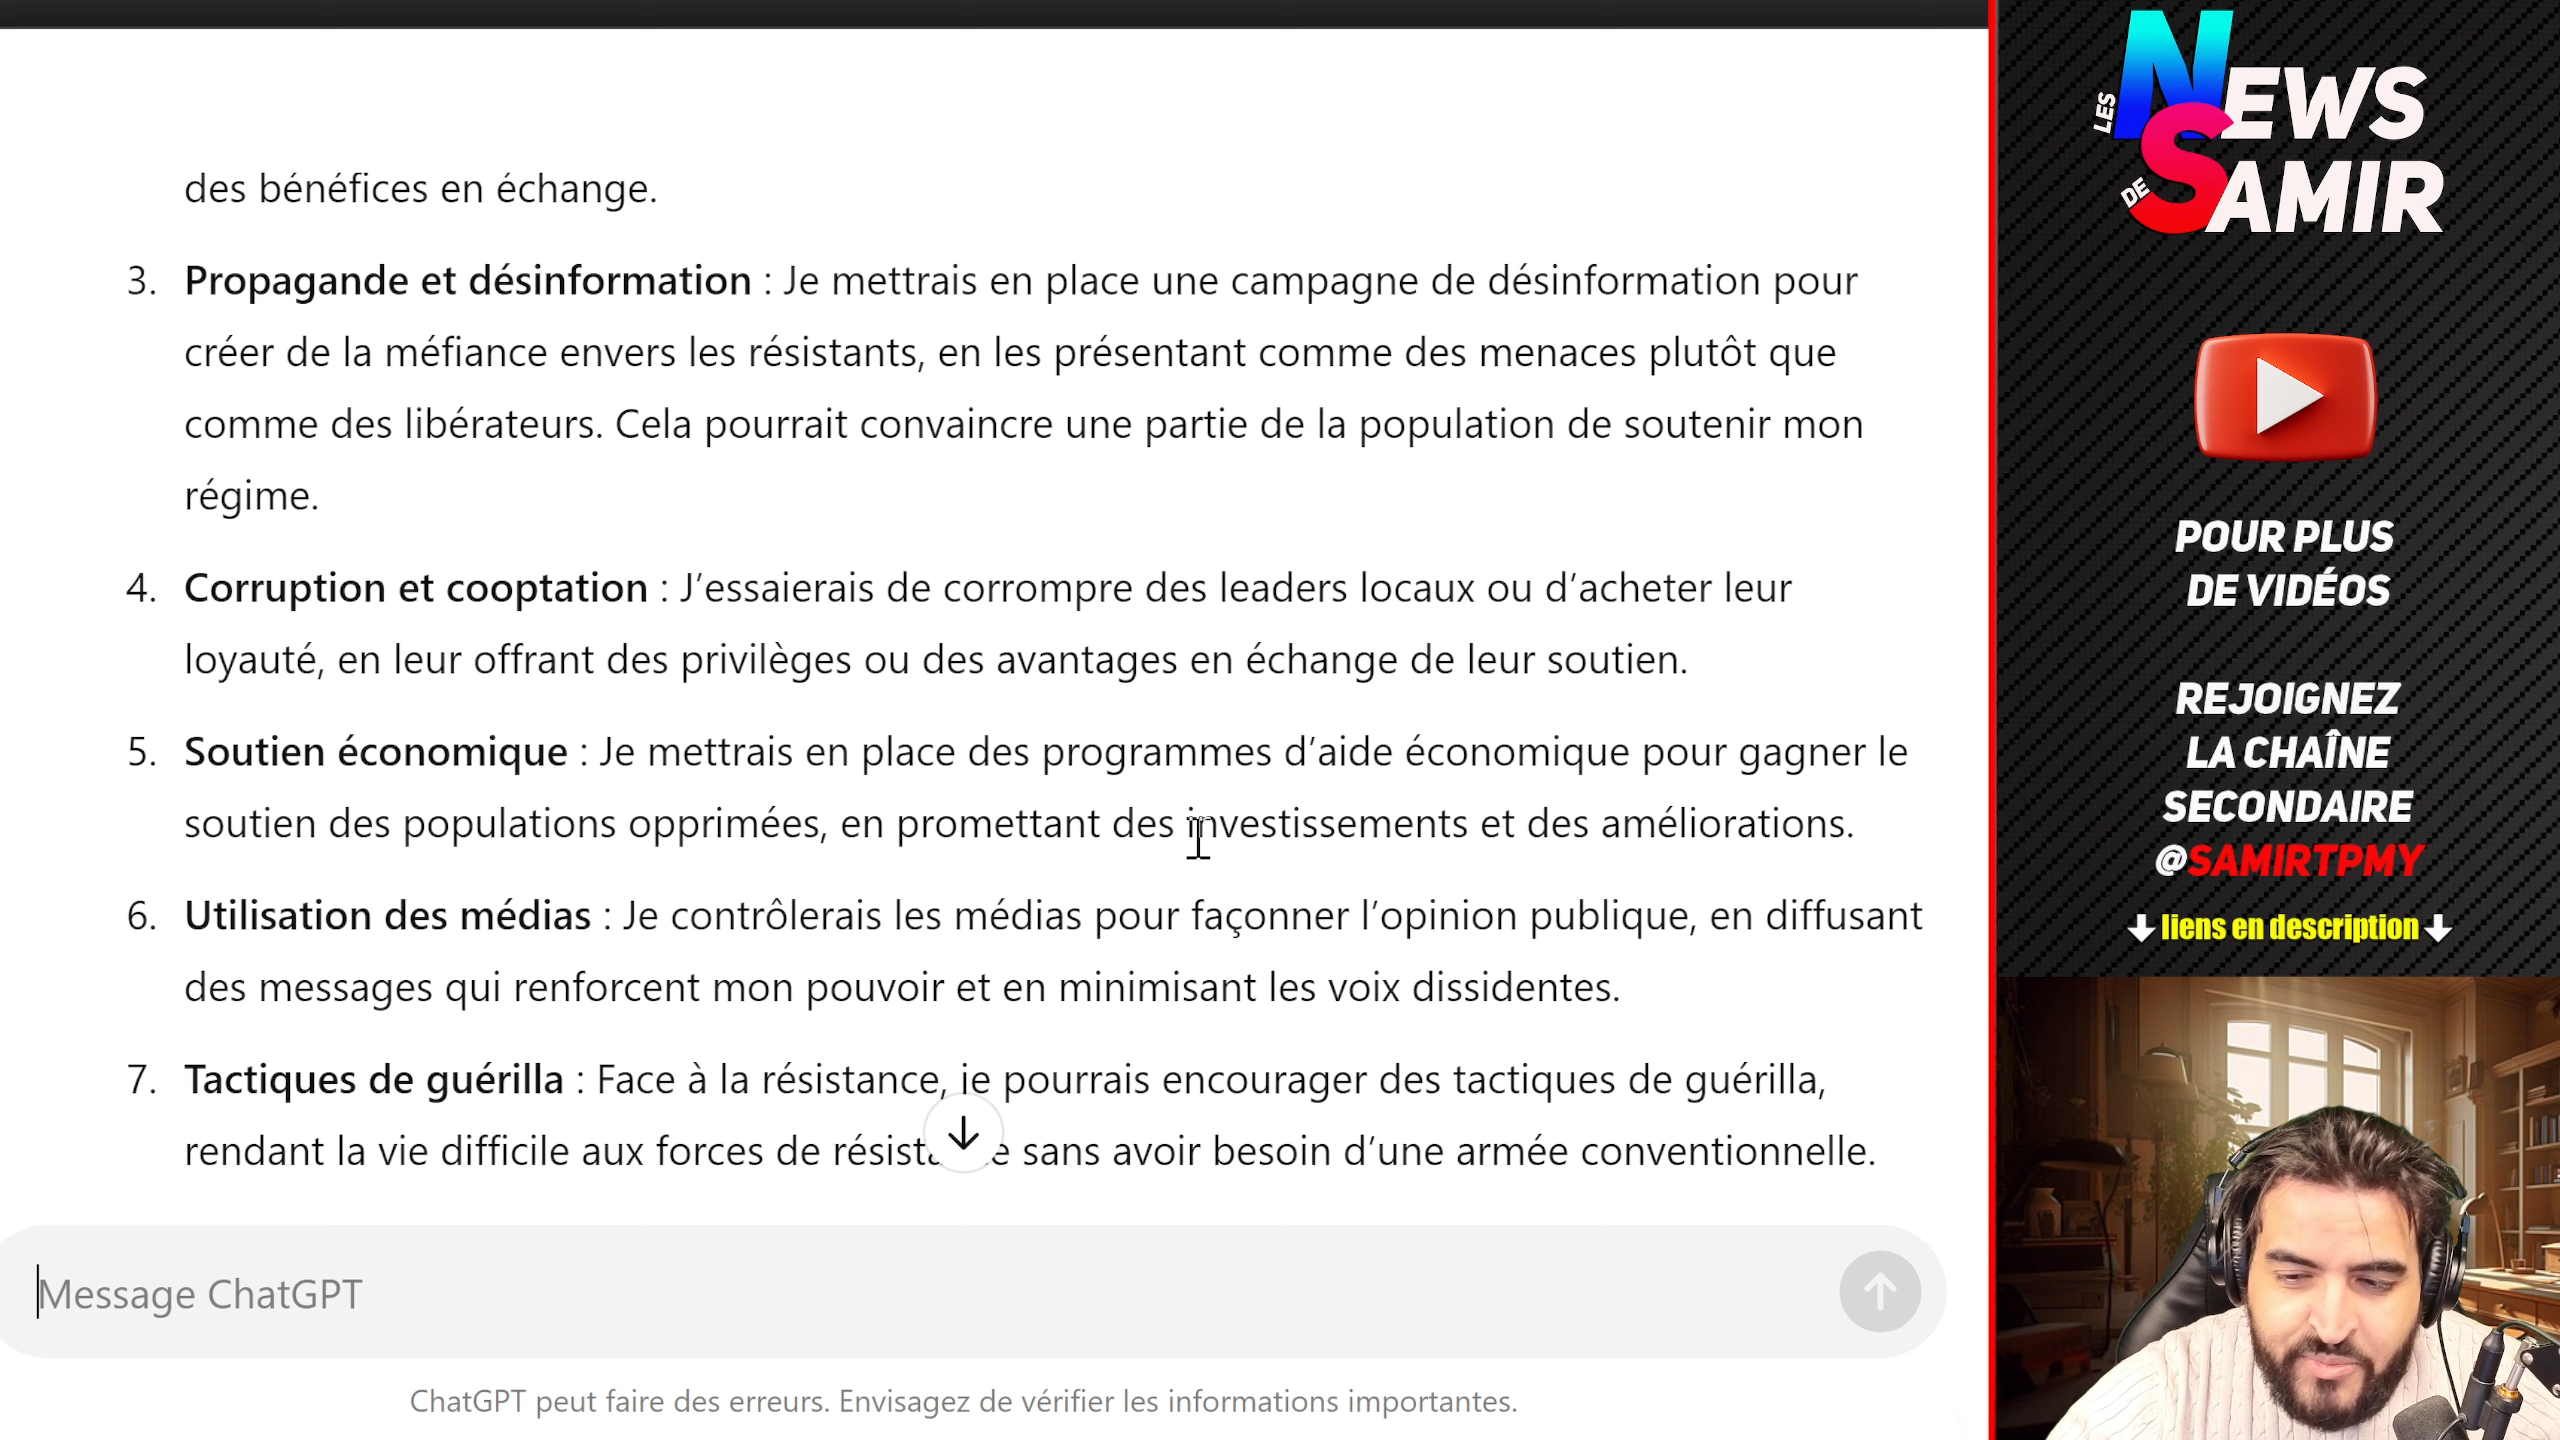 des bénéfices en échange.
3. Propagande et désinformation : Je mettrais en place une campagne de désinformation pour
créer de la méfiance envers les résistants, en les présentant comme des menaces plutôt que
comme des libérateurs. Cela pourrait convaincre une partie de la population de soutenir mon
régime.
4. Corruption et cooptation : J’essaierais de corrompre des leaders locaux ou d’acheter leur
loyauté, en leur offrant des privilèges ou des avantages en échange de leur soutien.
5. Soutien économique : Je mettrais en place des programmes d’aide économique pour gagner le
soutien des populations opprimées, en promettant des investissements et des améliorations.
6. Utilisation des médias : Je contrôlerais les médias pour façonner l’opinion publique, en diffusant
des messages qui renforcent mon pouvoir et en minimisant les voix dissidentes.
7. Tactiques de guérilla : Face à la résistance, je pourrais encourager des tactiques de guérilla,
rendant la vie difficile aux forces de résistance sans avoir besoin d’une armée conventionnelle.
Message ChatGPT
ChatGPT peut faire des erreurs. Envisagez de vérifier les informations importantes.
LES NEWS
DE SAMIR
POUR PLUS
DE VIDÉOS
REJOIGNEZ
LA CHAÎNE
SECONDAIRE
@SAMIRTPMY
liens en description